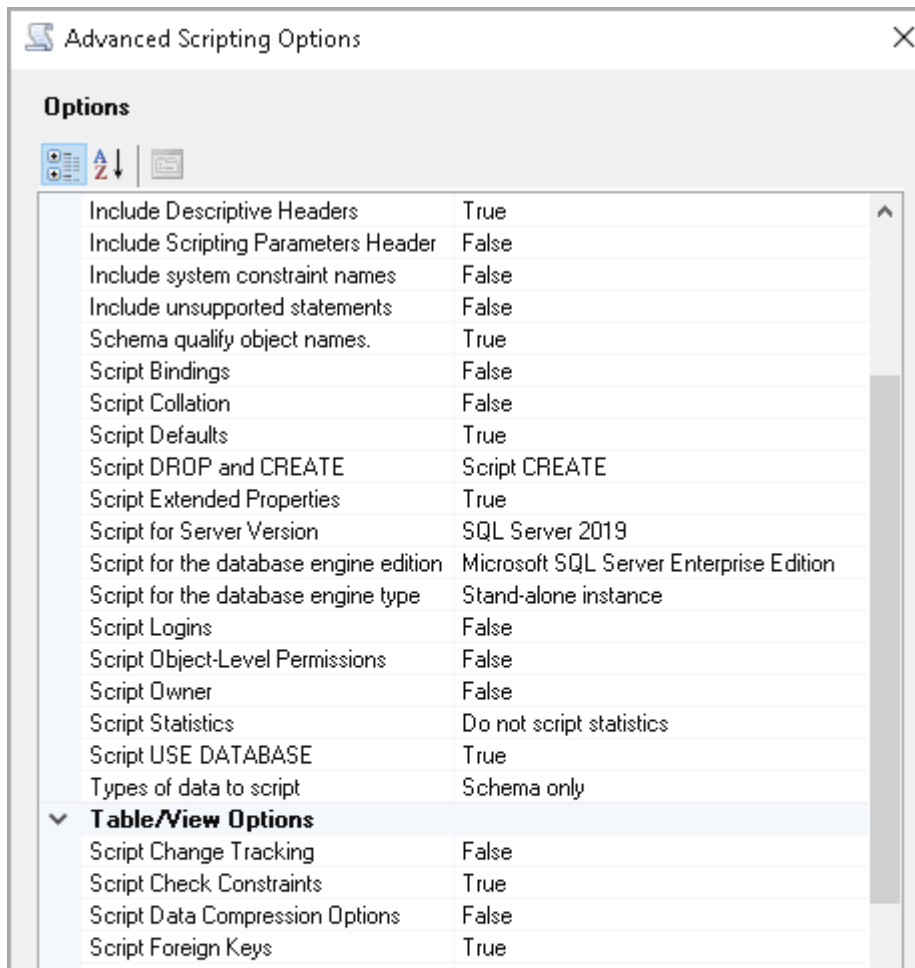 Advanced Scripting Options
Options
Include Descriptive Headers True
Include Scripting Parameters Header False
Include system constraint names False
Include unsupported statements False
Schema qualify object names. True
Script Bindings False
Script Collation False
Script Defaults True
Script DROP and CREATE Script CREATE
Script Extended Properties True
Script for Server Version SQL Server 2019
Script for the database engine edition Microsoft SQL Server Enterprise Edition
Script for the database engine type Stand-alone instance
Script Logins False
Script Object-Level Permissions False
Script Owner False
Script Statistics Do not script statistics
Script USE DATABASE True
Types of data to script Schema only
Table/View Options
Script Change Tracking False
Script Check Constraints True
Script Data Compression Options False
Script Foreign Keys True